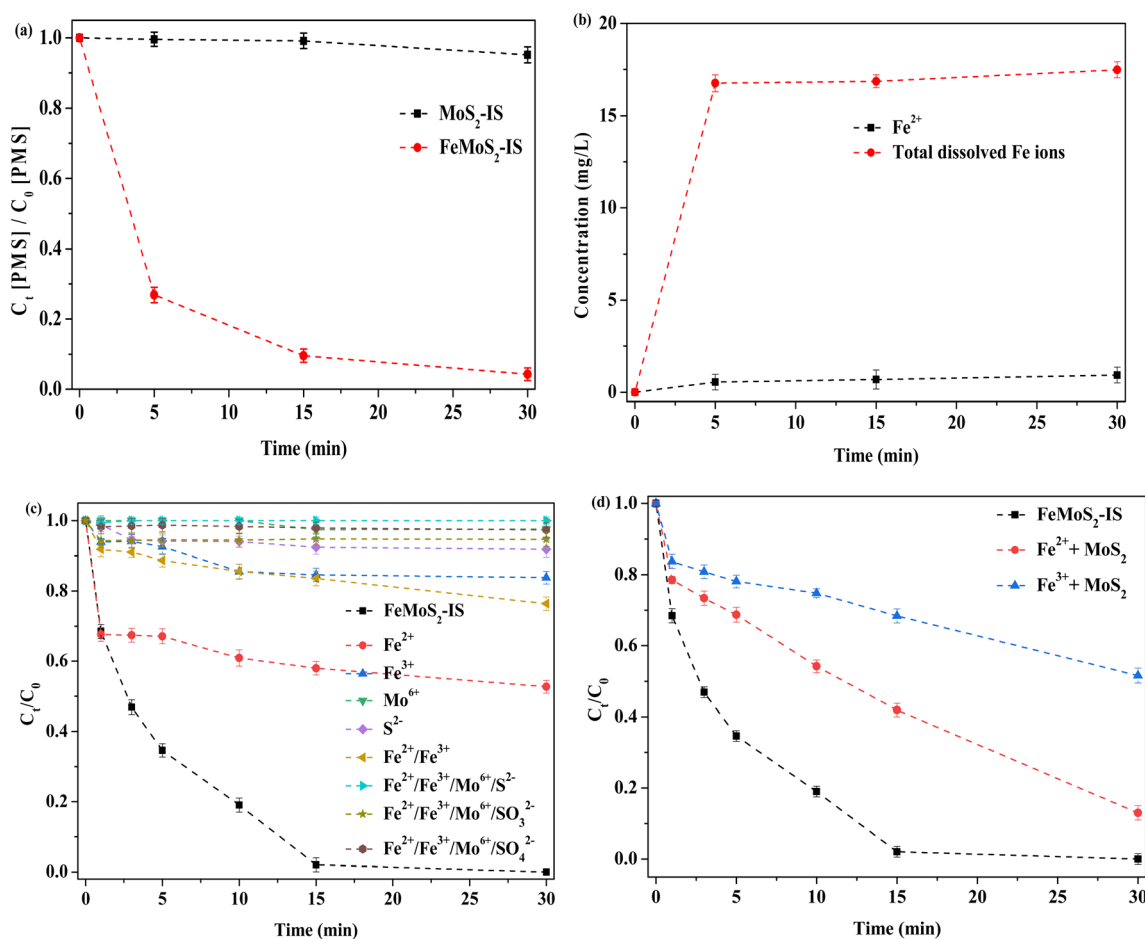 (a)
1.0
0.8
0.6
0.4
0.2
0.0
C_t [PMS] / C_0 [PMS]
MoS₂-IS
FeMoS₂-IS
0 5 10 15 20 25 30
Time (min)
(b)
20
15
10
5
0
Concentration (mg/L)
Fe²⁺
Total dissolved Fe ions
0 5 10 15 20 25 30
Time (min)
(c)
1.0
0.8
0.6
0.4
0.2
0.0
C_t/C_0
FeMoS₂-IS
Fe²⁺
Fe³⁺
Mo⁶⁺
S²⁻
Fe²⁺/Fe³⁺
Fe²⁺/Fe³⁺/Mo⁶⁺/S²⁻
Fe²⁺/Fe³⁺/Mo⁶⁺/SO₃²⁻
Fe²⁺/Fe³⁺/Mo⁶⁺/SO₄²⁻
0 5 10 15 20 25 30
Time (min)
(d)
1.0
0.8
0.6
0.4
0.2
0.0
C_t/C_0
FeMoS₂-IS
Fe²⁺+ MoS₂
Fe³⁺+ MoS₂
0 5 10 15 20 25 30
Time (min)